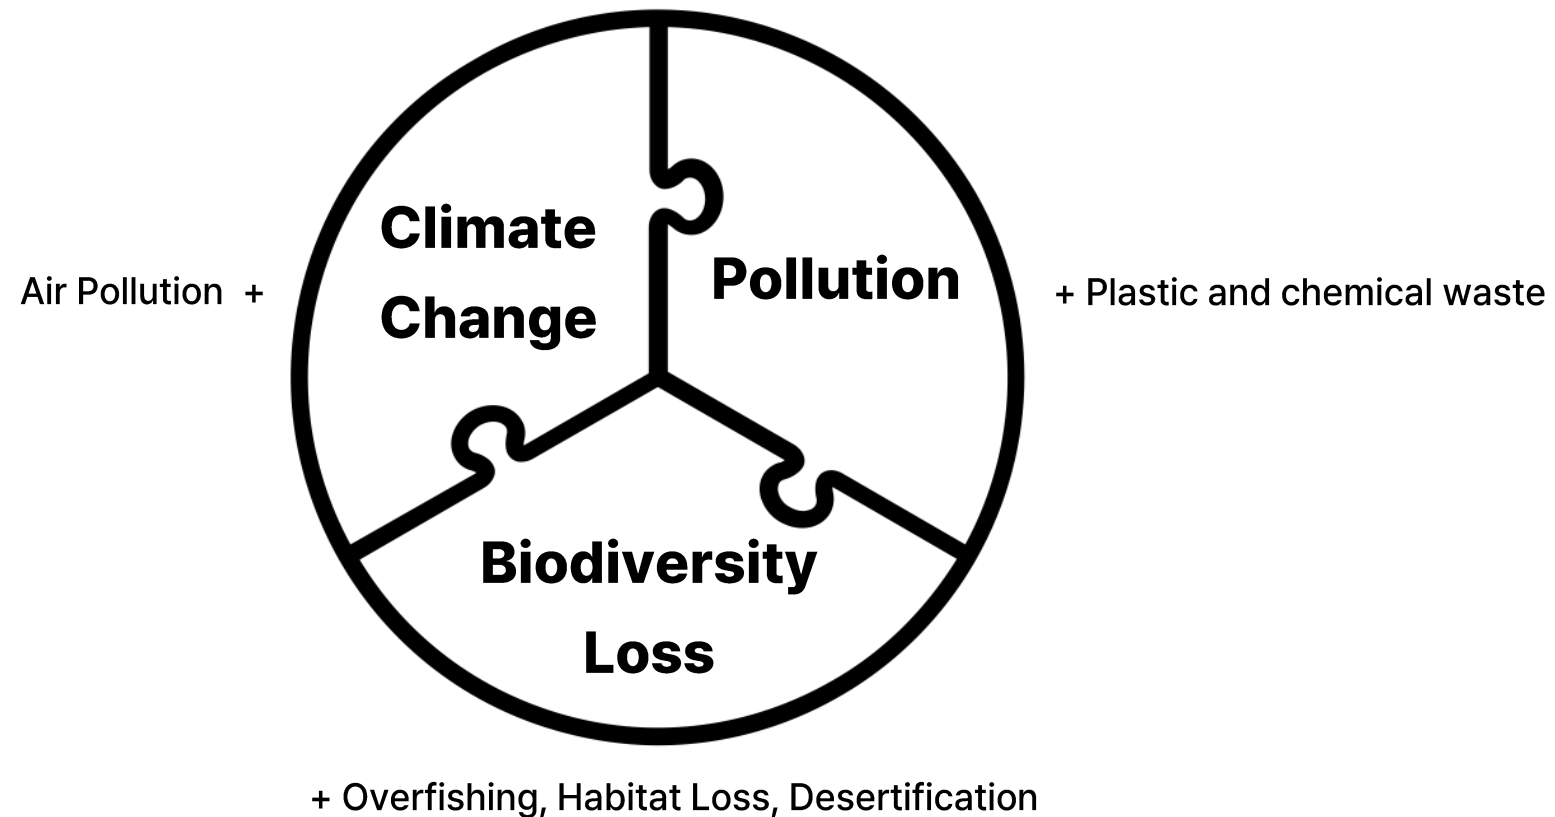 Climate
Change
Pollution
Air Pollution +
+ Plastic and chemical waste
Biodiversity
Loss
+ Overfishing, Habitat Loss, Desertification